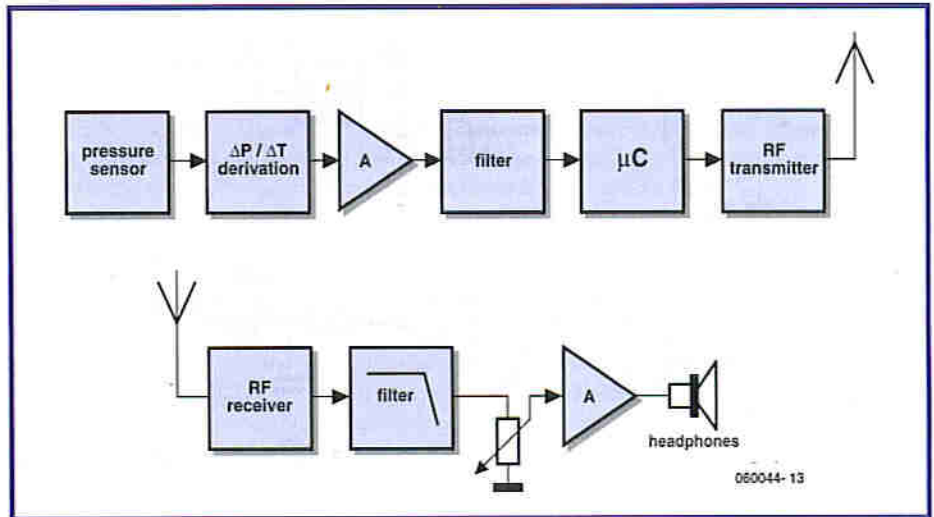 pressure
sensor
ΔP / ΔT
derivation
A
filter
µC
RF
transmitter
RF
receiver
filter
A
headphones
060044- 13